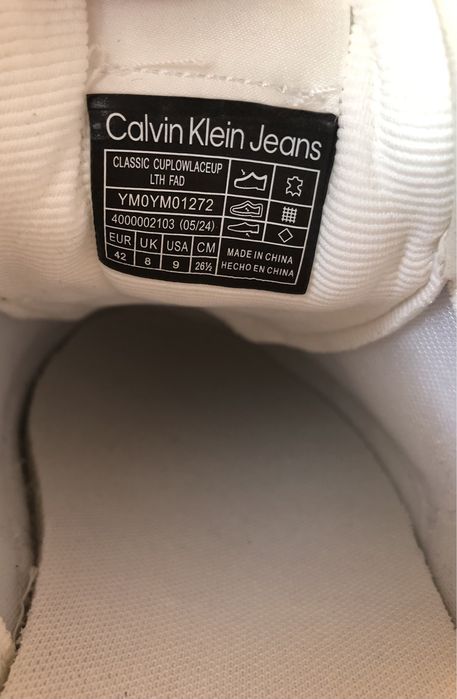 Calvin Klein Jeans
CLASSIC CUPLOWLACEUP
LTH FAD
YM0YM01272
4000002103 (05/24)
EUR UK USA CM
42 8 9 26½
MADE IN CHINA
HECHO EN CHINA